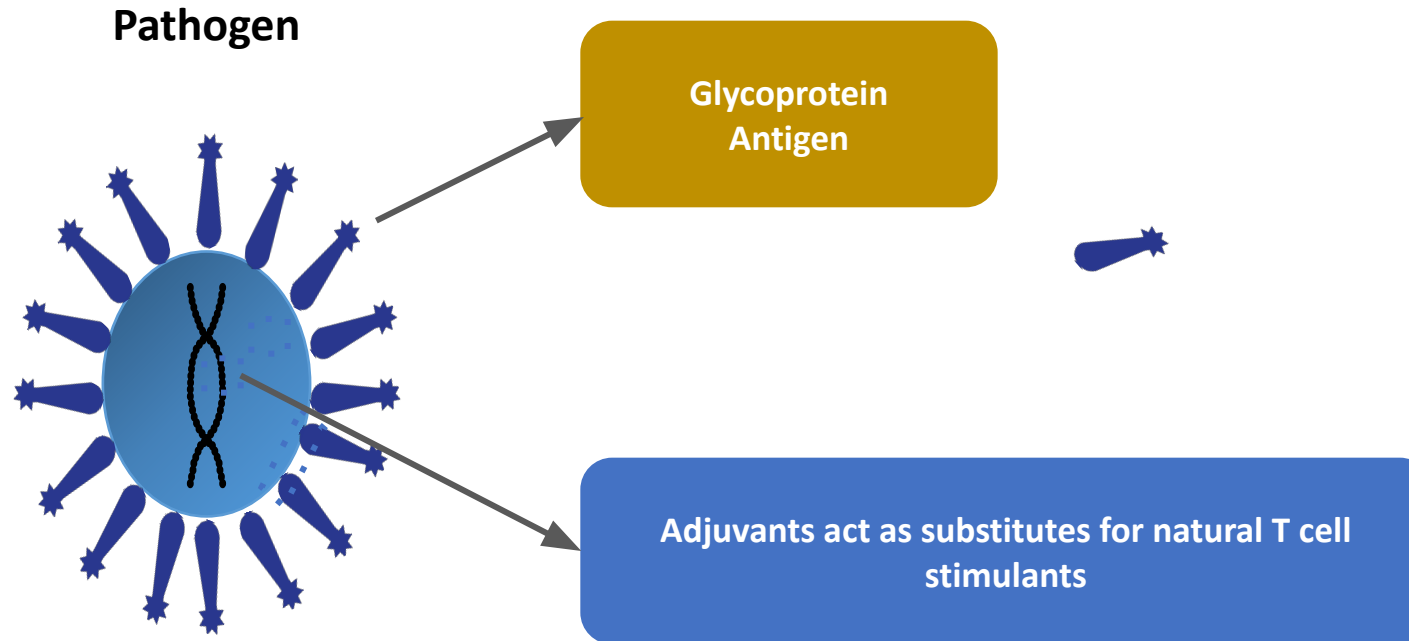 Pathogen
Glycoprotein
Antigen
Adjuvants act as substitutes for natural T cell
stimulants